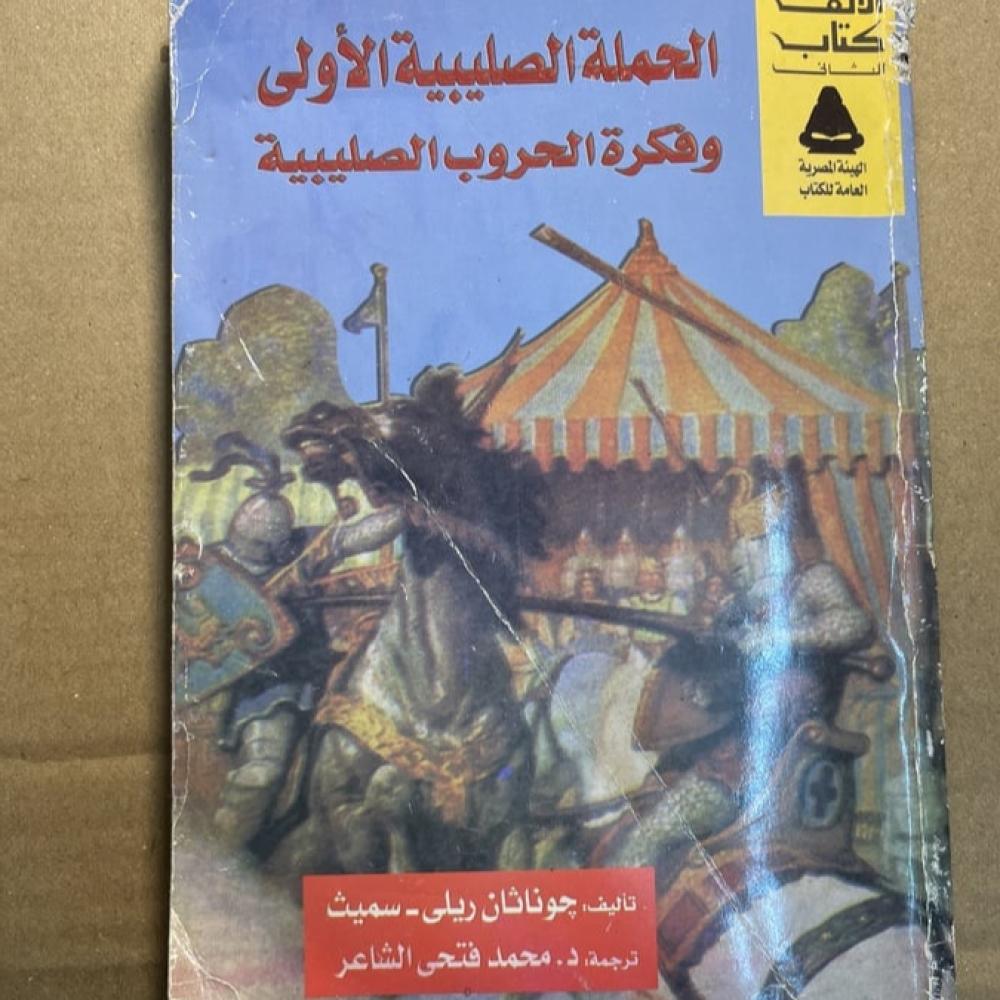 الحملة الصليبية الأولى
وفكرة الحروب الصليبية
الألف
كتاب
الثانى
الهيئة المصرية
العامة للكتاب
تأليف: چوناثان ريلى - سميث
ترجمة: د. محمد فتحى الشاعر